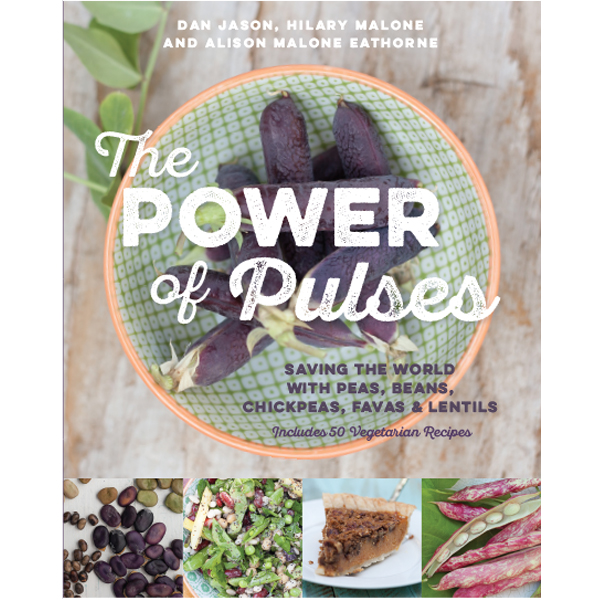 DAN JASON, HILARY MALONE
AND ALISON MALONE EATHORNE
The
POWER
of Pulses
SAVING THE WORLD
WITH PEAS, BEANS,
CHICKPEAS, FAVAS & LENTILS
Includes 50 Vegetarian Recipes